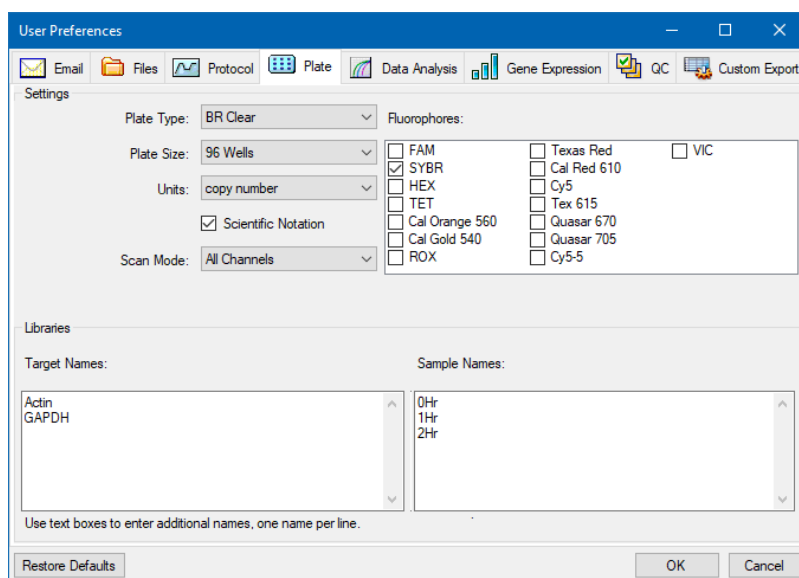 User Preferences
Email Files Protocol Plate Data Analysis Gene Expression QC Custom Export
Settings
Plate Type: BR Clear
Plate Size: 96 Wells
Units: copy number
Scientific Notation
Scan Mode: All Channels
Fluorophores:
FAM Texas Red VIC
SYBR Cal Red 610
HEX Cy5
TET Tex 615
Cal Orange 560 Quasar 670
Cal Gold 540 Quasar 705
ROX Cy5-5
Libraries
Target Names:
Actin
GAPDH
Sample Names:
0Hr
1Hr
2Hr
Use text boxes to enter additional names, one name per line.
Restore Defaults OK Cancel